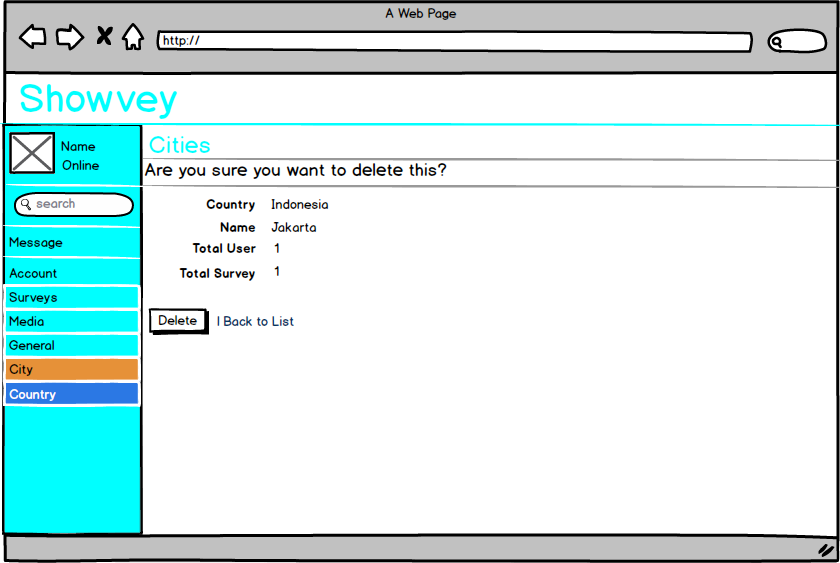 A Web Page
http://
Showvey
Name
Online
search
Message
Account
Surveys
Media
General
City
Country
Cities
Are you sure you want to delete this?
Country Indonesia
Name Jakarta
Total User 1
Total Survey 1
Delete | Back to List